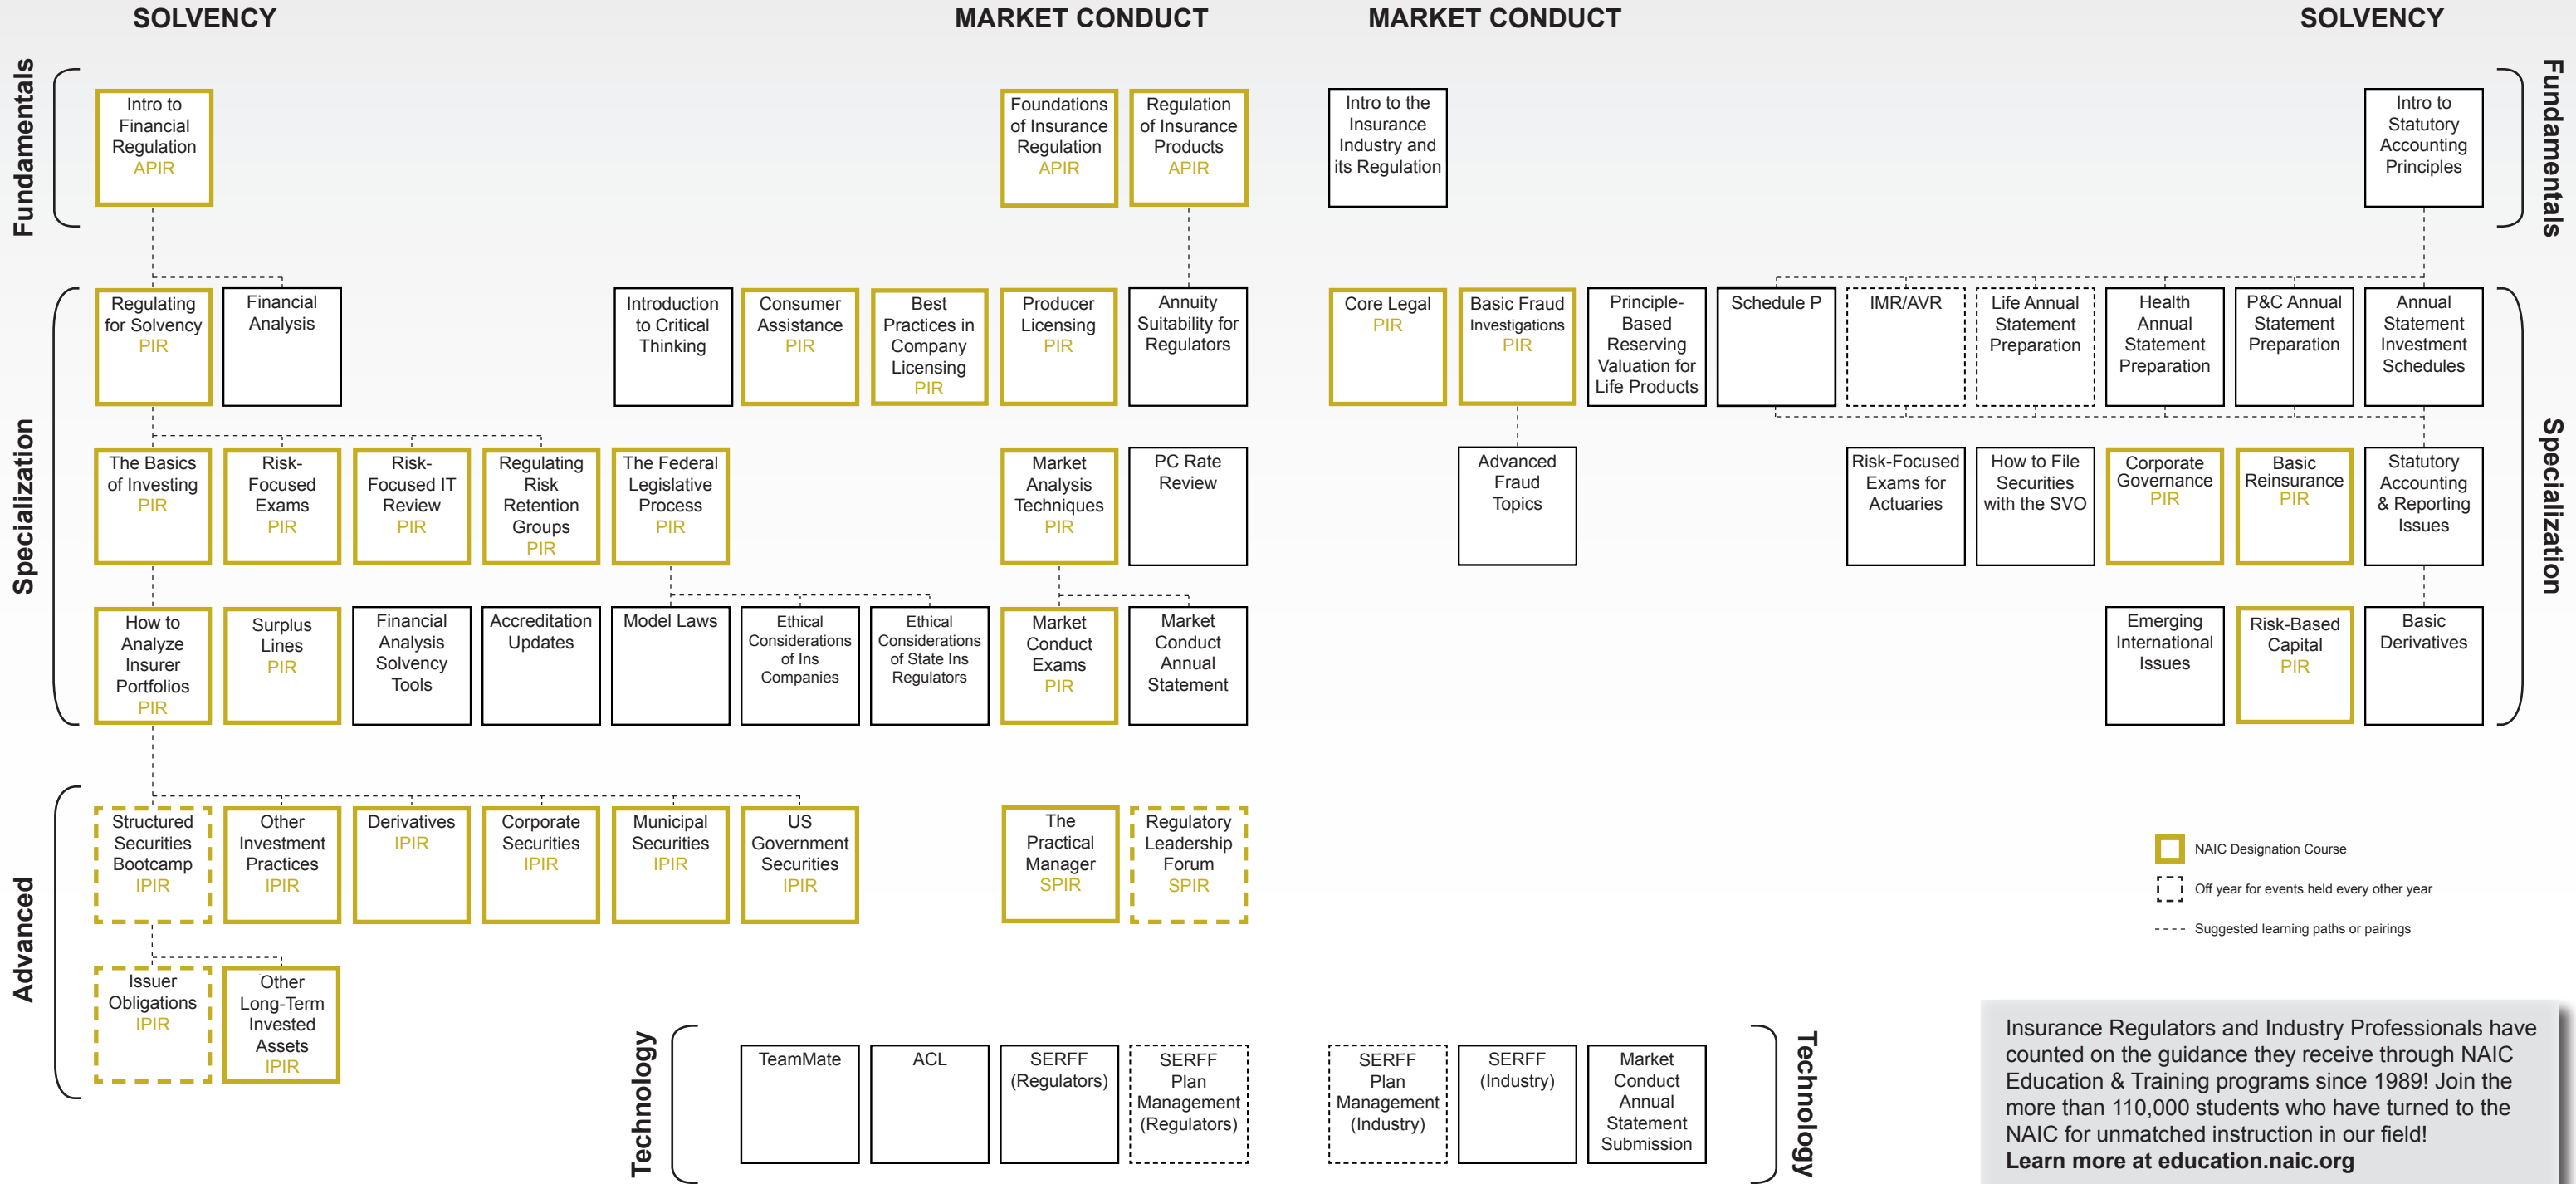 SOLVENCY
MARKET CONDUCT
MARKET CONDUCT
SOLVENCY
Fundamentals
Intro to
Financial
Regulation
APIR
Foundations
of Insurance
Regulation
APIR
Regulation
of Insurance
Products
APIR
Intro to the
Insurance
Industry and
its Regulation
Intro to
Statutory
Accounting
Principles
Fundamentals
Specialization
Regulating
for Solvency
PIR
Financial
Analysis
Introduction
to Critical
Thinking
Consumer
Assistance
PIR
Best
Practices in
Company
Licensing
PIR
Producer
Licensing
PIR
Annuity
Suitability for
Regulators
Core Legal
PIR
Basic Fraud
Investigations
PIR
Principle-
Based
Reserving
Valuation for
Life Products
Schedule P
IMR/AVR
Life Annual
Statement
Preparation
Health
Annual
Statement
Preparation
P&C Annual
Statement
Preparation
Annual
Statement
Investment
Schedules
Specialization
The Basics
of Investing
PIR
Risk-
Focused
Exams
PIR
Risk-
Focused IT
Review
PIR
Regulating
Risk
Retention
Groups
PIR
The Federal
Legislative
Process
PIR
Market
Analysis
Techniques
PIR
PC Rate
Review
Advanced
Fraud
Topics
Risk-Focused
Exams for
Actuaries
How to File
Securities
with the SVO
Corporate
Governance
PIR
Basic
Reinsurance
PIR
Statutory
Accounting
& Reporting
Issues
How to
Analyze
Insurer
Portfolios
PIR
Surplus
Lines
PIR
Financial
Analysis
Solvency
Tools
Accreditation
Updates
Model Laws
Ethical
Considerations
of Ins
Companies
Ethical
Considerations
of State Ins
Regulators
Market
Conduct
Exams
PIR
Market
Conduct
Annual
Statement
Emerging
International
Issues
Risk-Based
Capital
PIR
Basic
Derivatives
Advanced
Structured
Securities
Bootcamp
IPIR
Other
Investment
Practices
IPIR
Derivatives
IPIR
Corporate
Securities
IPIR
Municipal
Securities
IPIR
US
Government
Securities
IPIR
The
Practical
Manager
SPIR
Regulatory
Leadership
Forum
SPIR
NAIC Designation Course
Off year for events held every other year
Suggested learning paths or pairings
Issuer
Obligations
IPIR
Other
Long-Term
Invested
Assets
IPIR
Technology
TeamMate
ACL
SERFF
(Regulators)
SERFF
Plan
Management
(Regulators)
SERFF
Plan
Management
(Industry)
SERFF
(Industry)
Market
Conduct
Annual
Statement
Submission
Technology
Insurance Regulators and Industry Professionals have
counted on the guidance they receive through NAIC
Education & Training programs since 1989! Join the
more than 110,000 students who have turned to the
NAIC for unmatched instruction in our field!
Learn more at education.naic.org